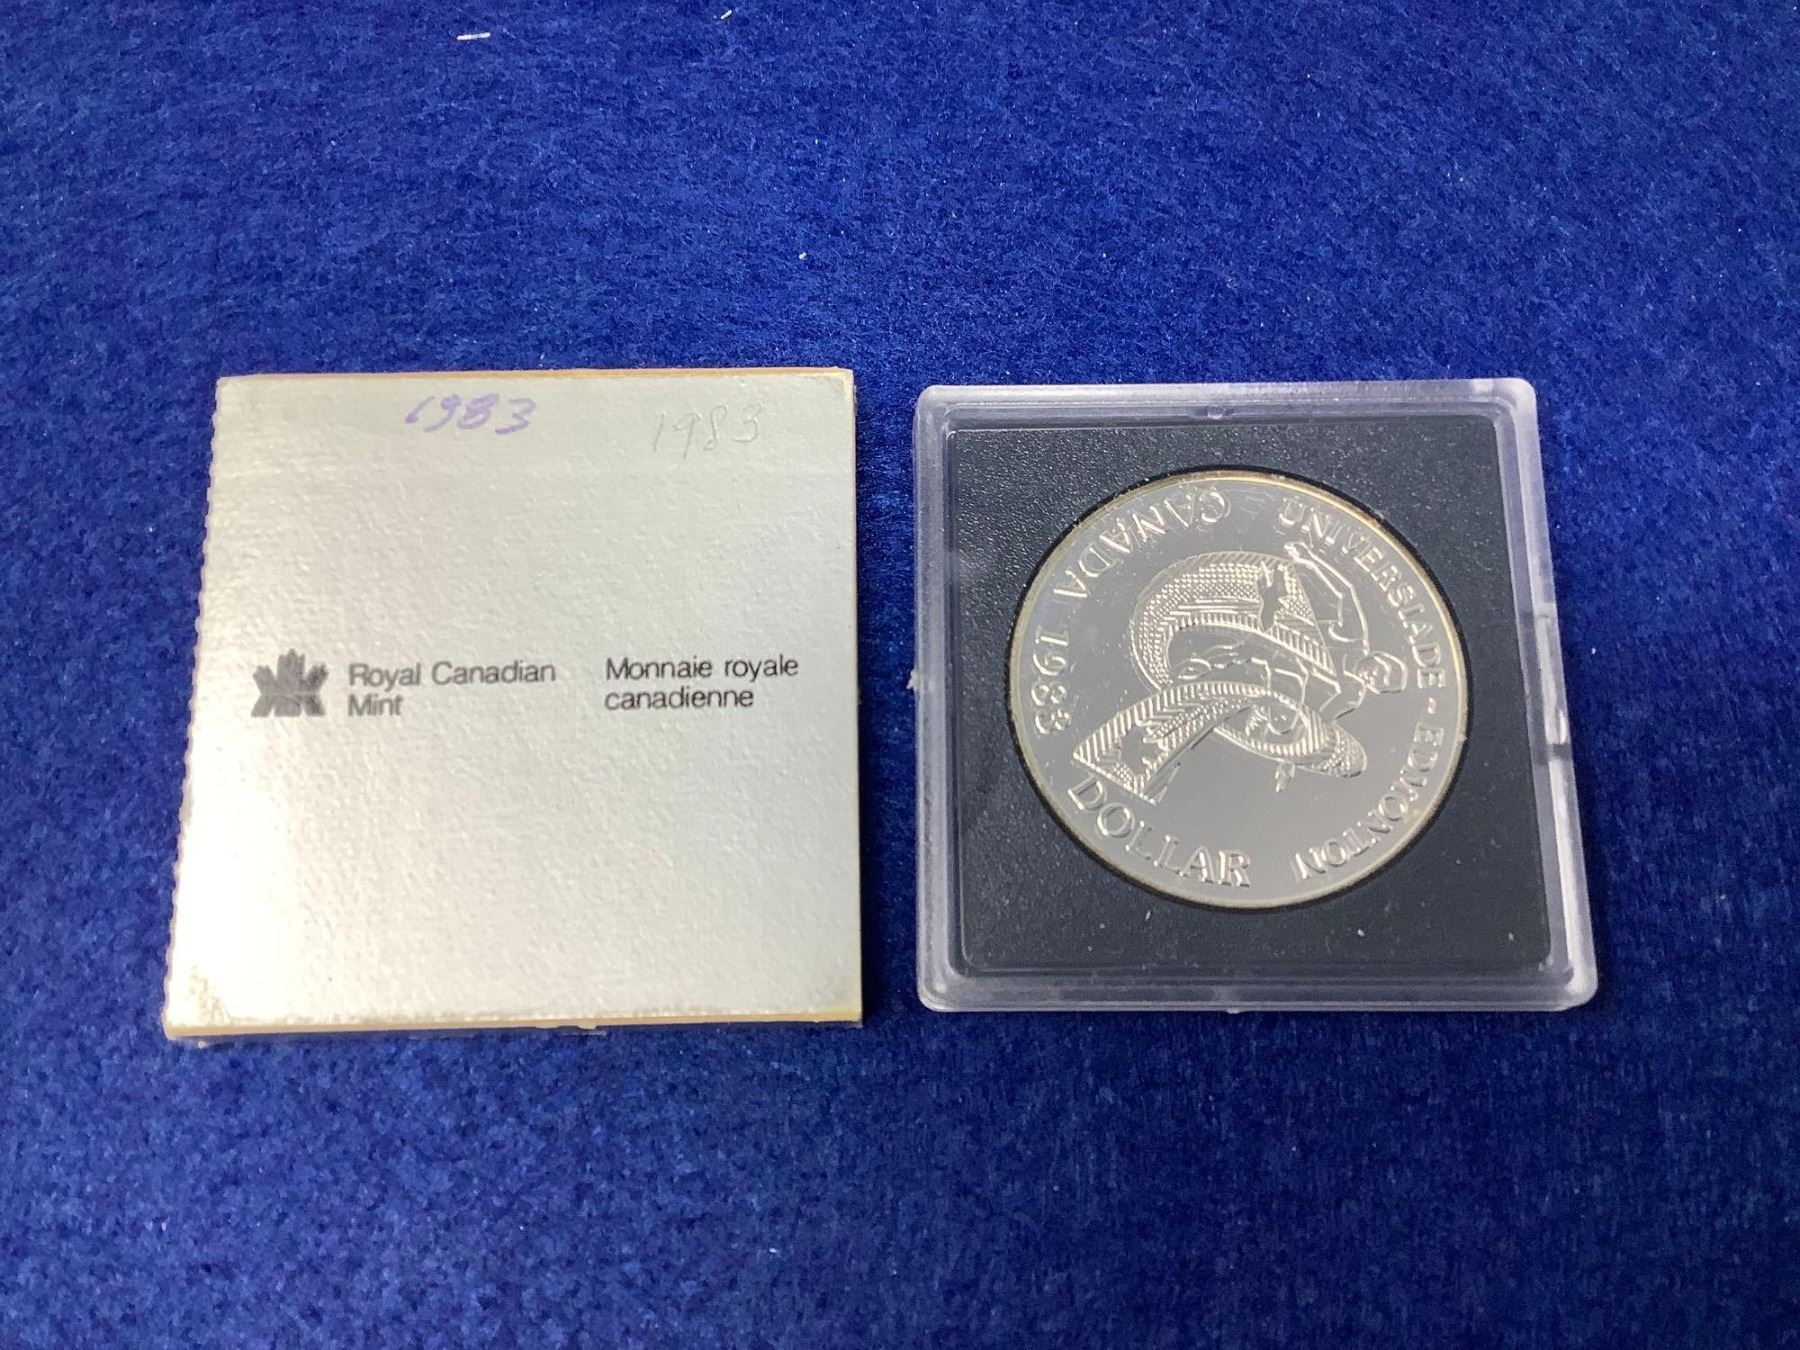 1983 1983
Royal Canadian Monnaie royale
Mint canadienne
UNIVERSIADE - EDMONTON
CANADA 1983
DOLLAR